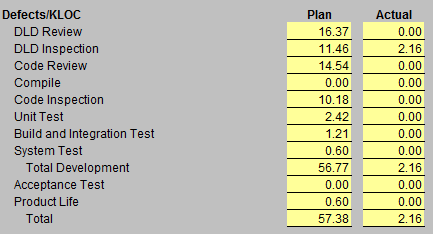 Defects/KLOC Plan Actual
DLD Review 16.37 0.00
DLD Inspection 11.46 2.16
Code Review 14.54 0.00
Compile 0.00 0.00
Code Inspection 10.18 0.00
Unit Test 2.42 0.00
Build and Integration Test 1.21 0.00
System Test 0.60 0.00
Total Development 56.77 2.16
Acceptance Test 0.00 0.00
Product Life 0.60 0.00
Total 57.38 2.16